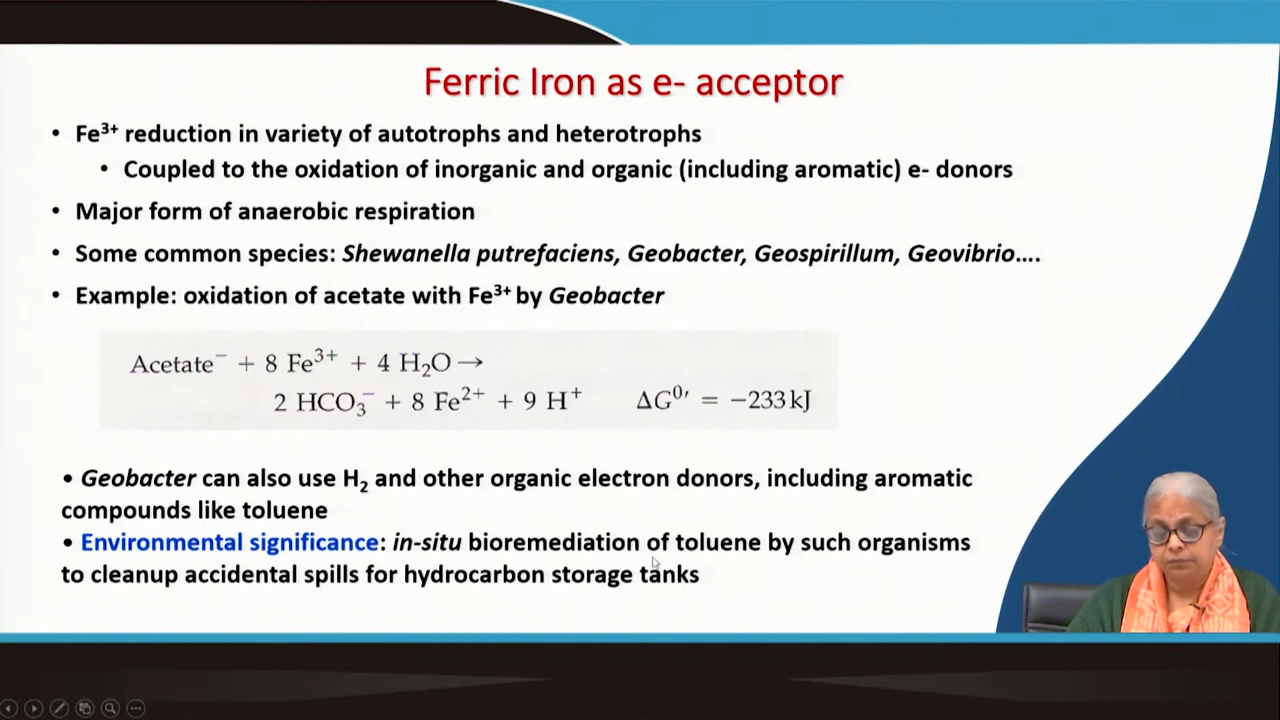 Ferric Iron as e- acceptor
• Fe³⁺ reduction in variety of autotrophs and heterotrophs
• Coupled to the oxidation of inorganic and organic (including aromatic) e- donors
• Major form of anaerobic respiration
• Some common species: Shewanella putrefaciens, Geobacter, Geospirillum, Geovibrio....
• Example: oxidation of acetate with Fe³⁺ by Geobacter
Acetate⁻ + 8 Fe³⁺ + 4 H₂O →
2 HCO₃⁻ + 8 Fe²⁺ + 9 H⁺ ΔG⁰′ = −233 kJ
• Geobacter can also use H₂ and other organic electron donors, including aromatic
compounds like toluene
• Environmental significance: in-situ bioremediation of toluene by such organisms
to cleanup accidental spills for hydrocarbon storage tanks